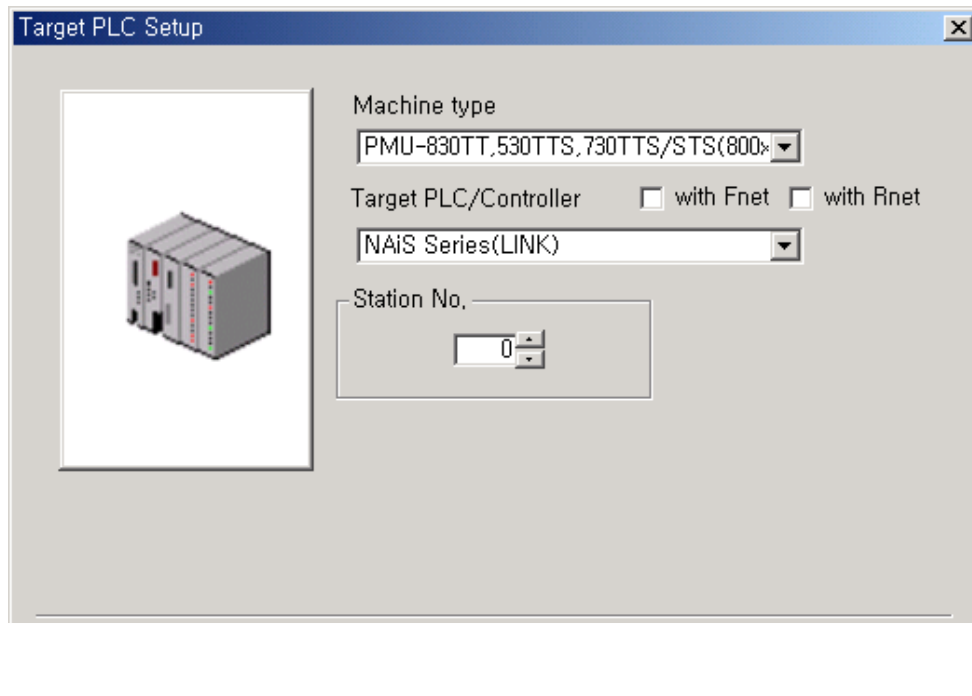 Target PLC Setup
Machine type
PMU-830TT,530TTS,730TTS/STS(800x
Target PLC/Controller with Fnet with Rnet
NAiS Series(LINK)
Station No.
0